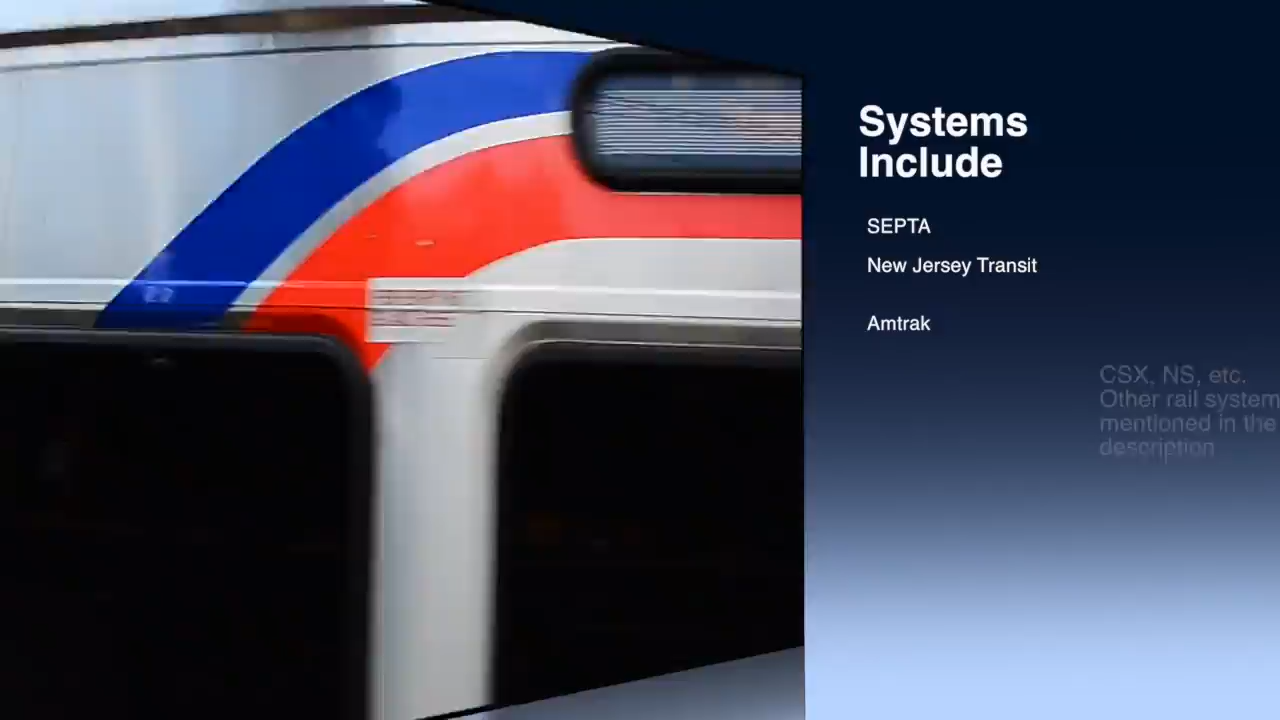 Systems
Include
SEPTA
New Jersey Transit
Amtrak
CSX, NS, etc.
Other rail system
mentioned in the
description